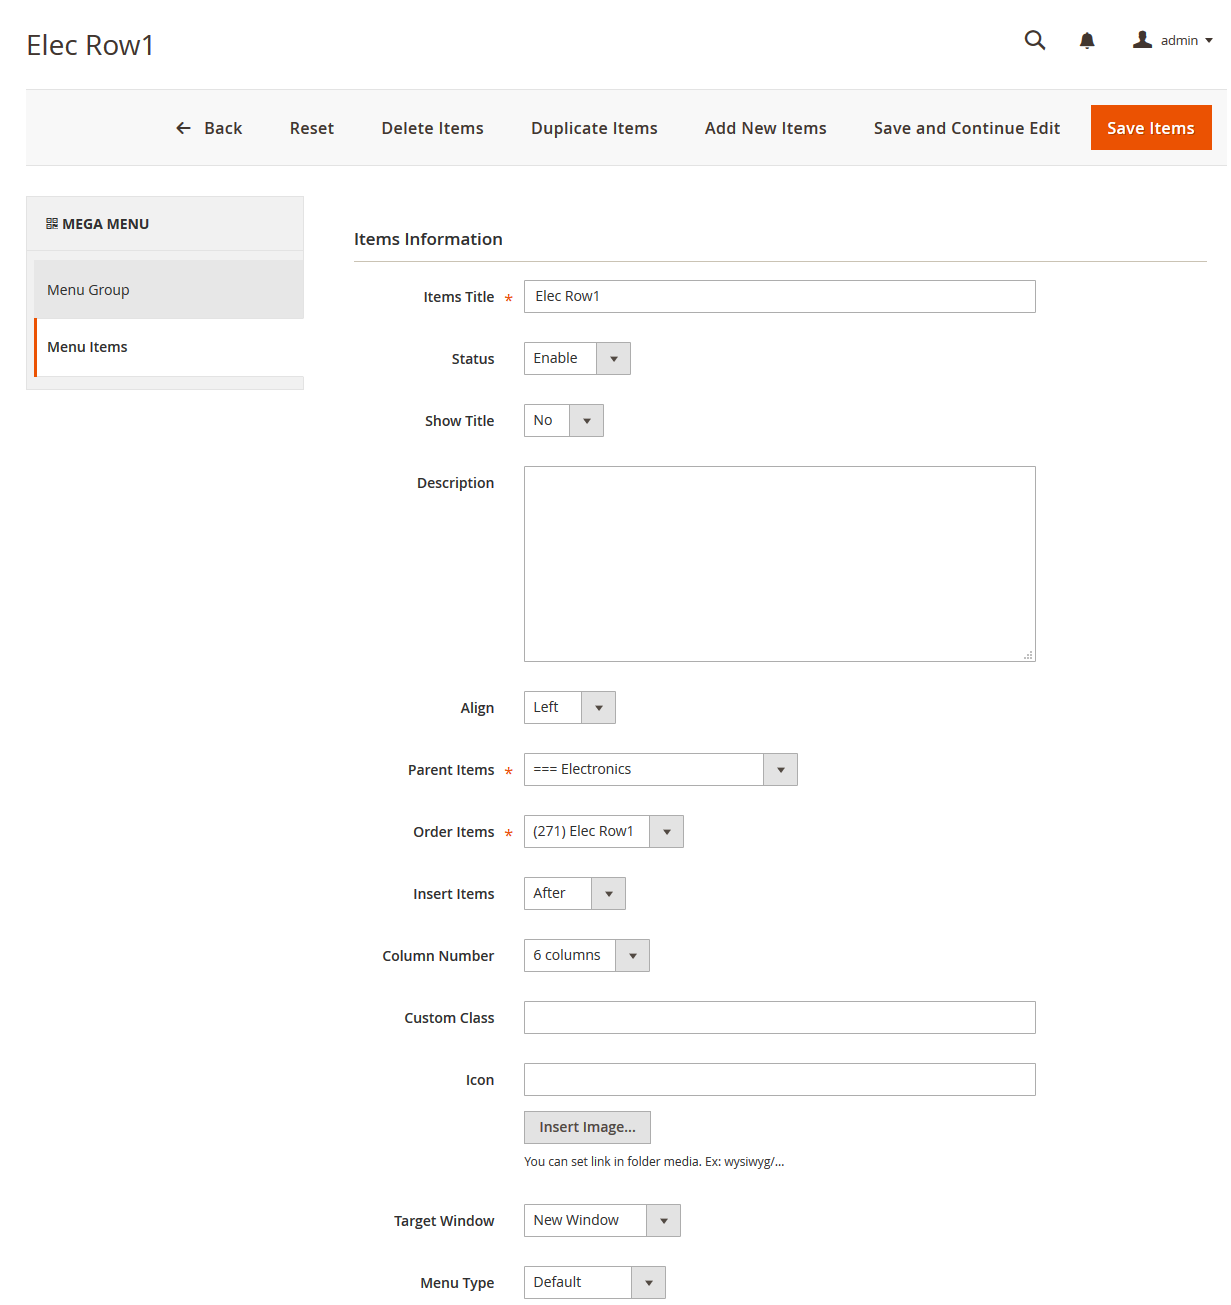 Elec Row1
admin
Back
Reset
Delete Items
Duplicate Items
Add New Items
Save and Continue Edit
Save Items
MEGA MENU
Menu Group
Menu Items
Items Information
Items Title * Elec Row1
Status Enable
Show Title No
Description
Align Left
Parent Items * === Electronics
Order Items * (271) Elec Row1
Insert Items After
Column Number 6 columns
Custom Class
Icon
Insert Image...
You can set link in folder media. Ex: wysiwyg/...
Target Window New Window
Menu Type Default